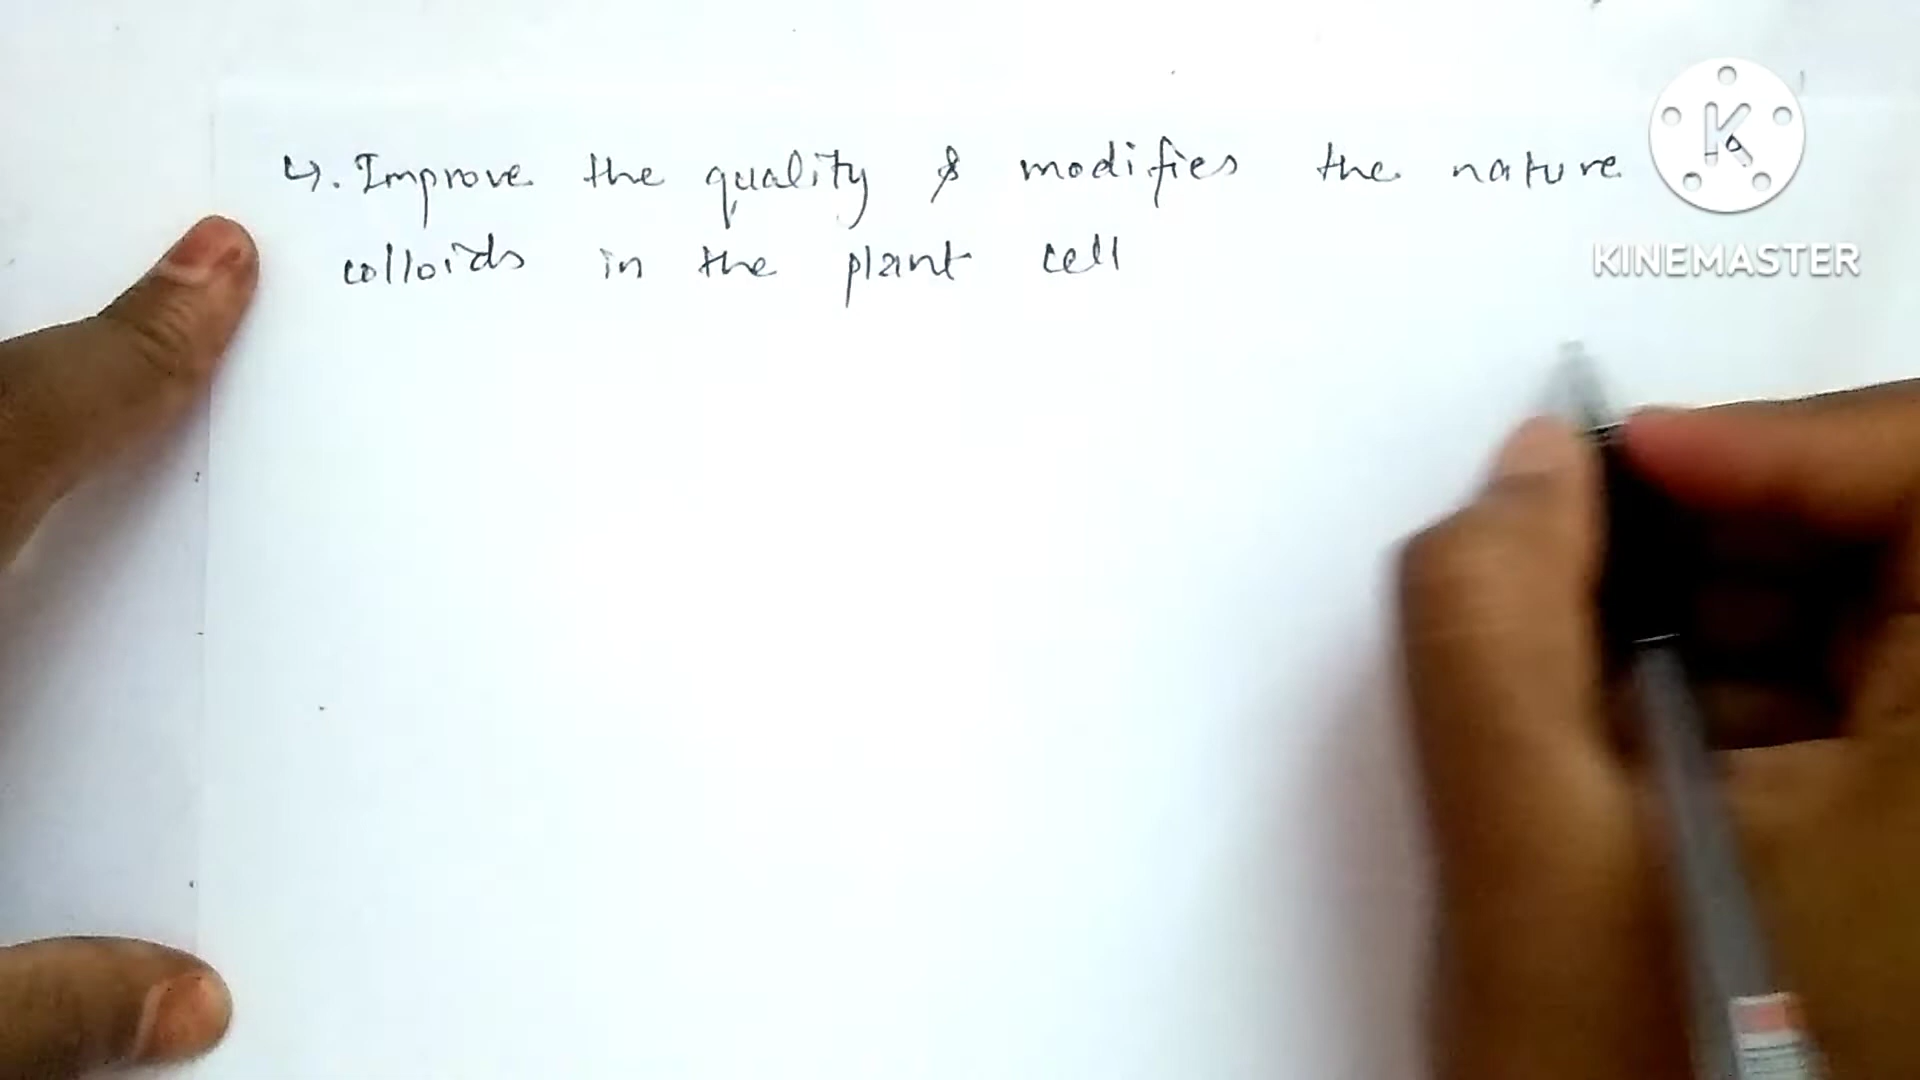 4. Improve the quality & modifies the nature
colloids in the plant cell
KINEMASTER